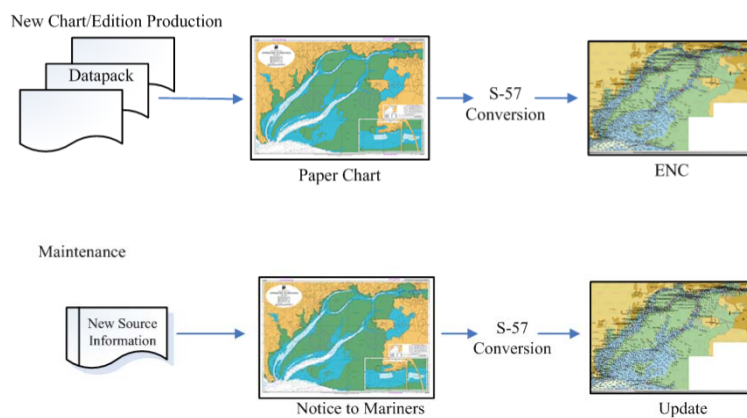 New Chart/Edition Production
Datapack
S-57
Conversion
Paper Chart
ENC
Maintenance
New Source
Information
S-57
Conversion
Notice to Mariners
Update